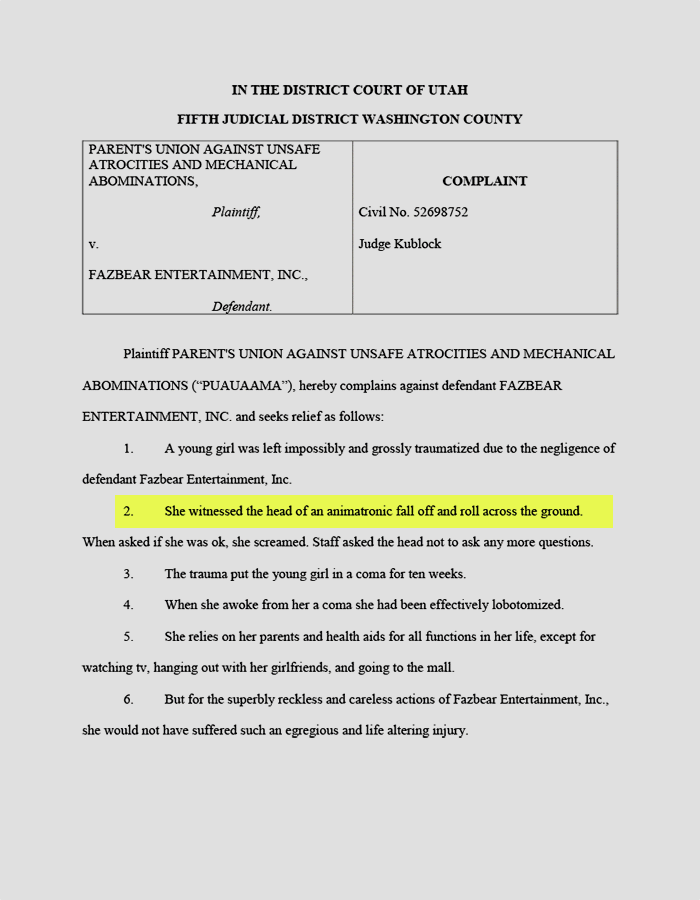 IN THE DISTRICT COURT OF UTAH
FIFTH JUDICIAL DISTRICT WASHINGTON COUNTY
PARENT'S UNION AGAINST UNSAFE
ATROCITIES AND MECHANICAL
ABOMINATIONS,
Plaintiff,
v.
FAZBEAR ENTERTAINMENT, INC.,
Defendant.
COMPLAINT
Civil No. 52698752
Judge Kublock
Plaintiff PARENT'S UNION AGAINST UNSAFE ATROCITIES AND MECHANICAL
ABOMINATIONS (“PUAUAAMA”), hereby complains against defendant FAZBEAR
ENTERTAINMENT, INC. and seeks relief as follows:
1. A young girl was left impossibly and grossly traumatized due to the negligence of
defendant Fazbear Entertainment, Inc.
2. She witnessed the head of an animatronic fall off and roll across the ground.
When asked if she was ok, she screamed. Staff asked the head not to ask any more questions.
3. The trauma put the young girl in a coma for ten weeks.
4. When she awoke from her a coma she had been effectively lobotomized.
5. She relies on her parents and health aids for all functions in her life, except for
watching tv, hanging out with her girlfriends, and going to the mall.
6. But for the superbly reckless and careless actions of Fazbear Entertainment, Inc.,
she would not have suffered such an egregious and life altering injury.